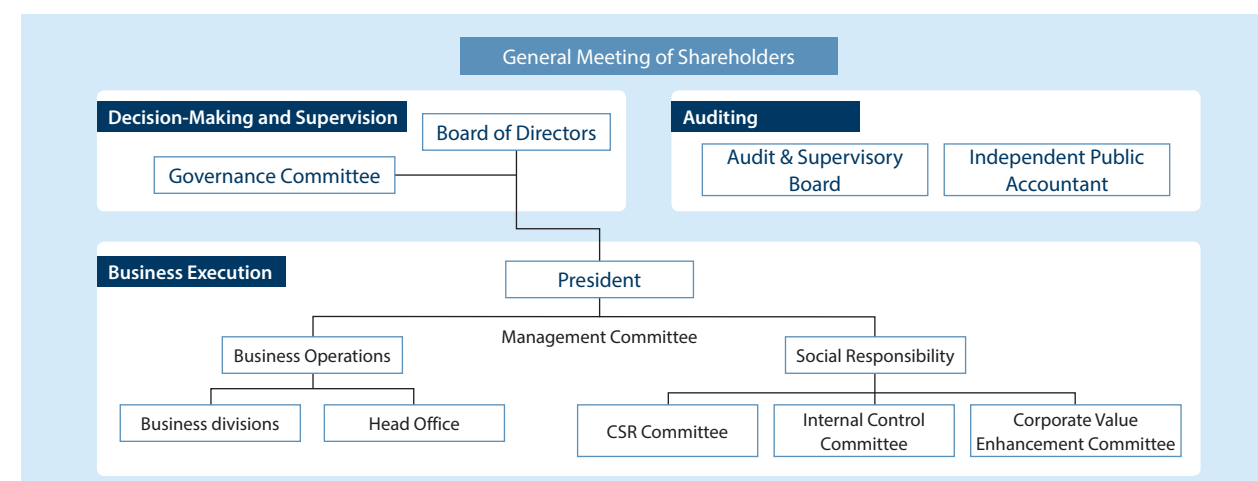 General Meeting of Shareholders
Decision-Making and Supervision
Board of Directors
Governance Committee
Auditing
Audit & Supervisory
Board
Independent Public
Accountant
Business Execution
President
Management Committee
Business Operations
Social Responsibility
Business divisions
Head Office
CSR Committee
Internal Control
Committee
Corporate Value
Enhancement Committee